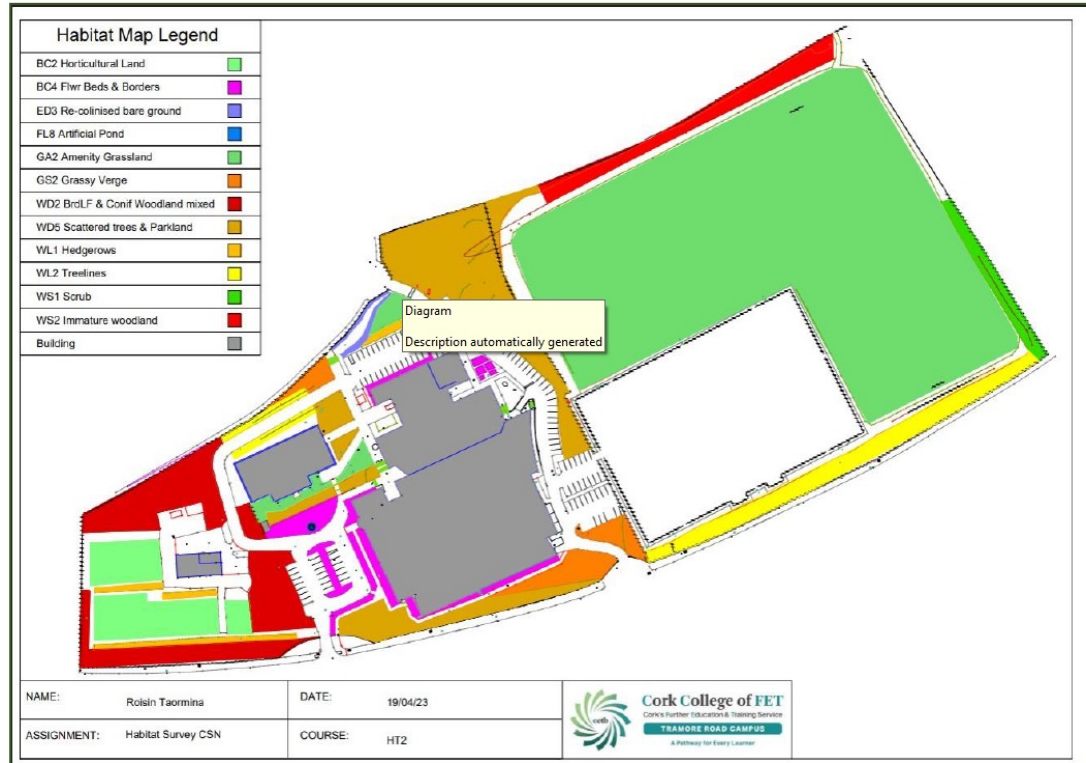 Habitat Map Legend
BC2 Horticultural Land
BC4 Flwr Beds & Borders
ED3 Re-colinised bare ground
FL8 Artificial Pond
GA2 Amenity Grassland
GS2 Grassy Verge
WD2 BrdLF & Conif Woodland mixed
WD5 Scattered trees & Parkland
WL1 Hedgerows
WL2 Treelines
WS1 Scrub
WS2 Immature woodland
Building
Diagram
Description automatically generated
NAME: Roisin Taormina DATE: 19/04/23
ASSIGNMENT: Habitat Survey CSN COURSE: HT2
cetb
Cork College of FET
Cork's Further Education & Training Service
TRAMORE ROAD CAMPUS
A Pathway for Every Learner